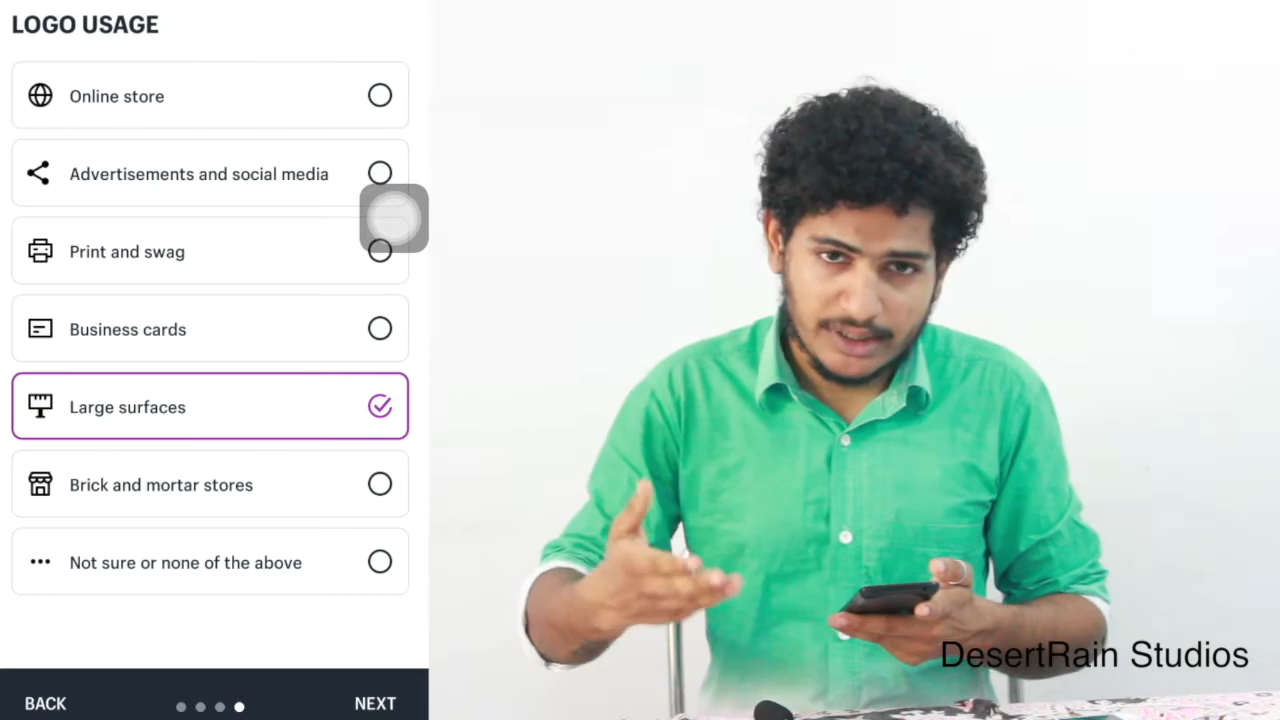 LOGO USAGE
Online store
Advertisements and social media
Print and swag
Business cards
Large surfaces
Brick and mortar stores
Not sure or none of the above
BACK
NEXT
DesertRain Studios